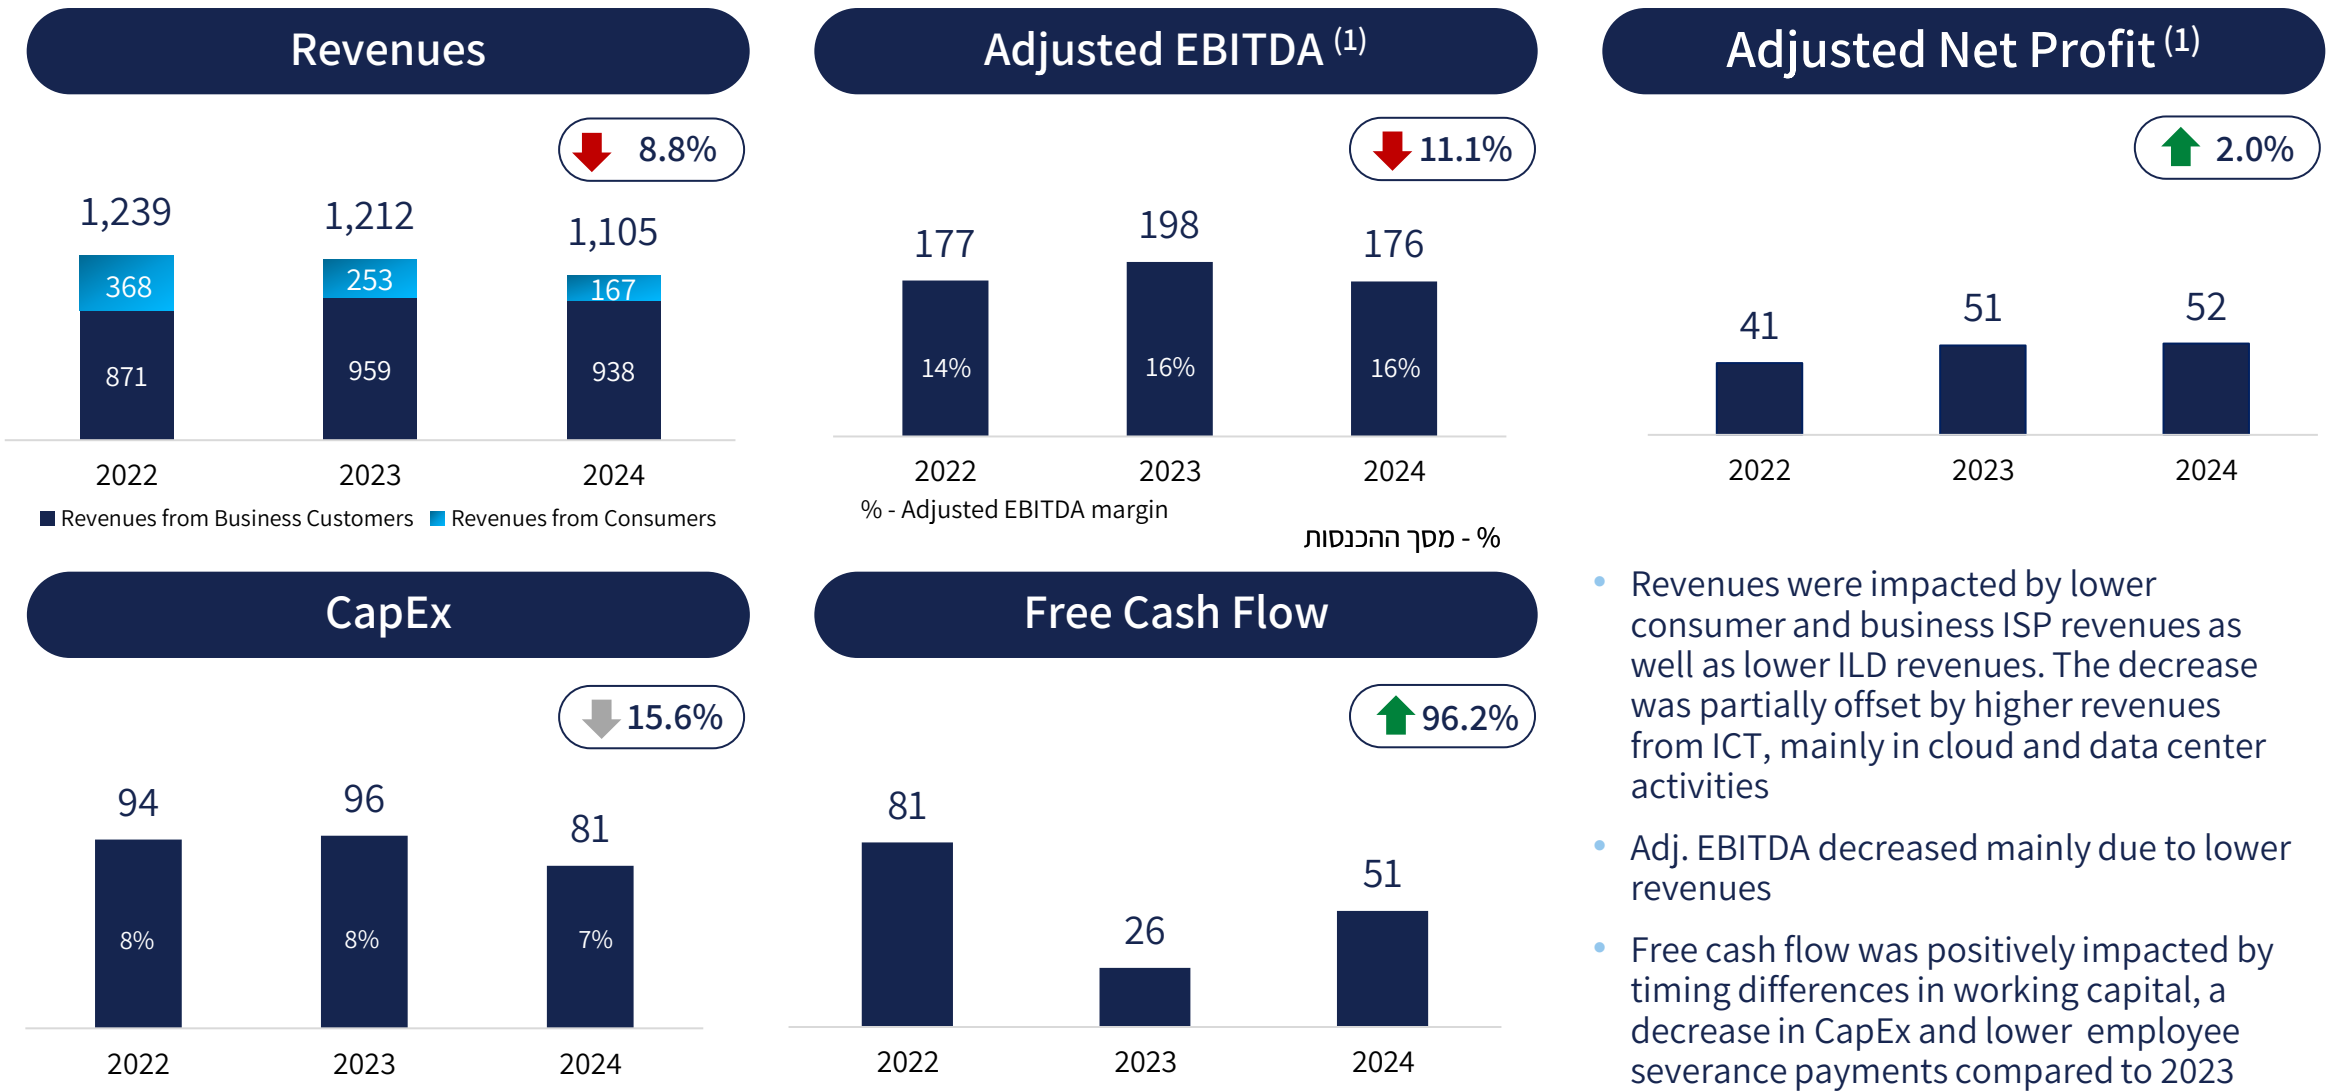 Revenues
8.8%
1,239
1,212
1,105
368
253
167
871
959
938
2022
2023
2024
Revenues from Business Customers
Revenues from Consumers
Adjusted EBITDA (1)
11.1%
177
198
176
14%
16%
16%
2022
2023
2024
% - Adjusted EBITDA margin
% - מסך ההכנסות
Adjusted Net Profit (1)
2.0%
41
51
52
2022
2023
2024
CapEx
15.6%
94
96
81
8%
8%
7%
2022
2023
2024
Free Cash Flow
96.2%
81
26
51
2022
2023
2024
• Revenues were impacted by lower
consumer and business ISP revenues as
well as lower ILD revenues. The decrease
was partially offset by higher revenues
from ICT, mainly in cloud and data center
activities
• Adj. EBITDA decreased mainly due to lower
revenues
• Free cash flow was positively impacted by
timing differences in working capital, a
decrease in CapEx and lower employee
severance payments compared to 2023